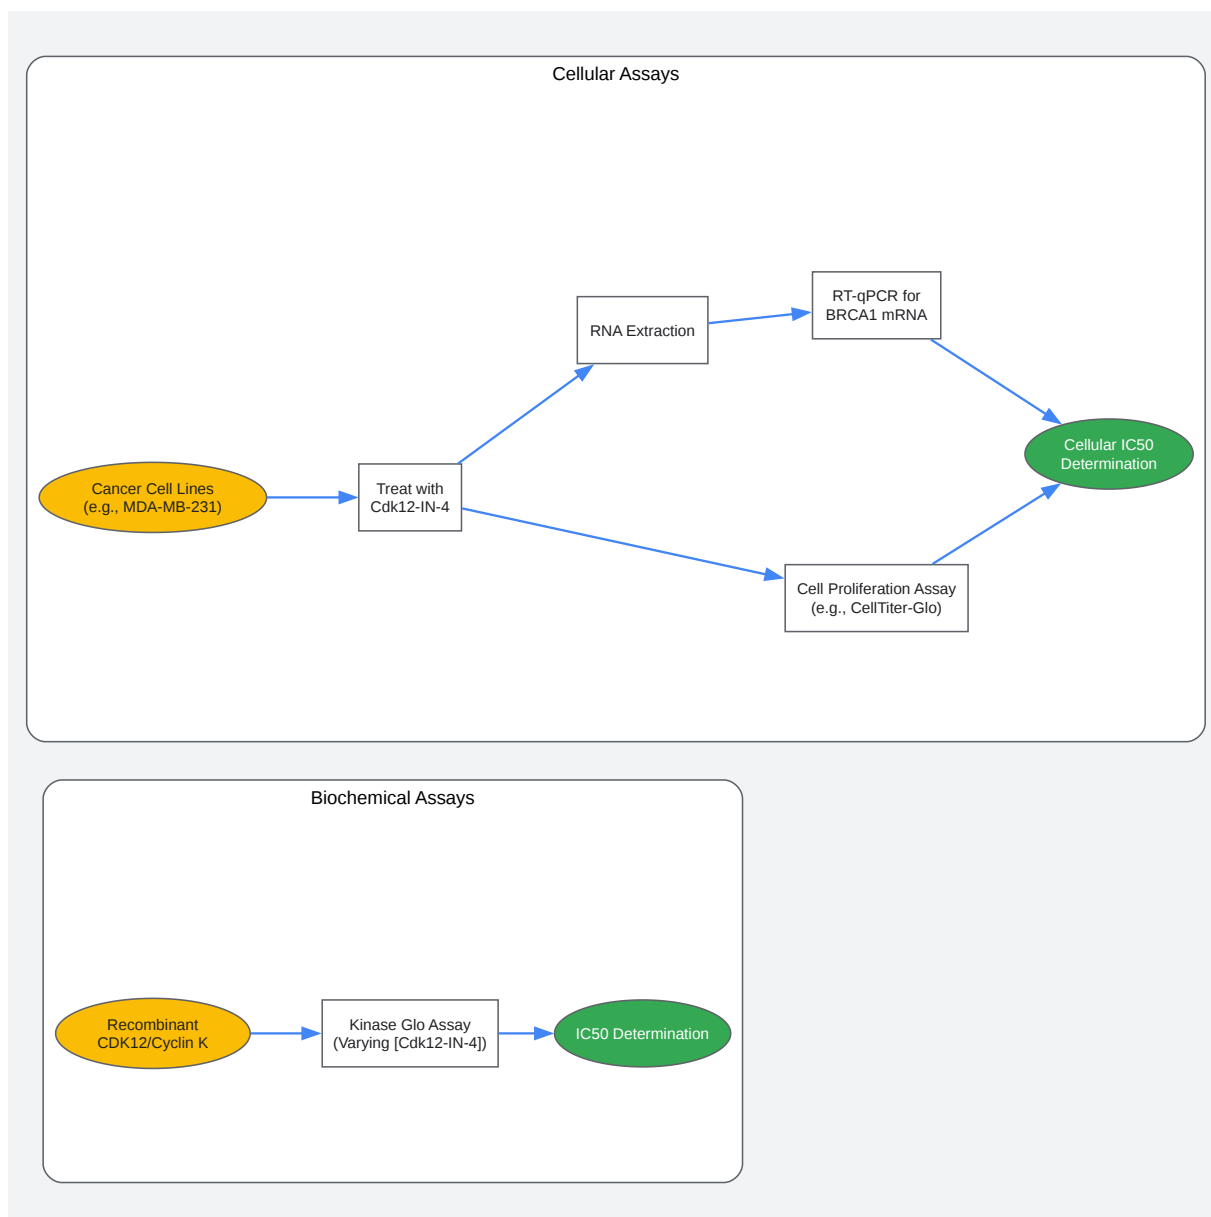 Cellular Assays
RT-qPCR for
BRCA1 mRNA
RNA Extraction
Cellular IC50
Determination
Cancer Cell Lines
(e.g., MDA-MB-231)
Treat with
Cdk12-IN-4
Cell Proliferation Assay
(e.g., CellTiter-Glo)
Biochemical Assays
Recombinant
CDK12/Cyclin K
Kinase Glo Assay
(Varying [Cdk12-IN-4])
IC50 Determination